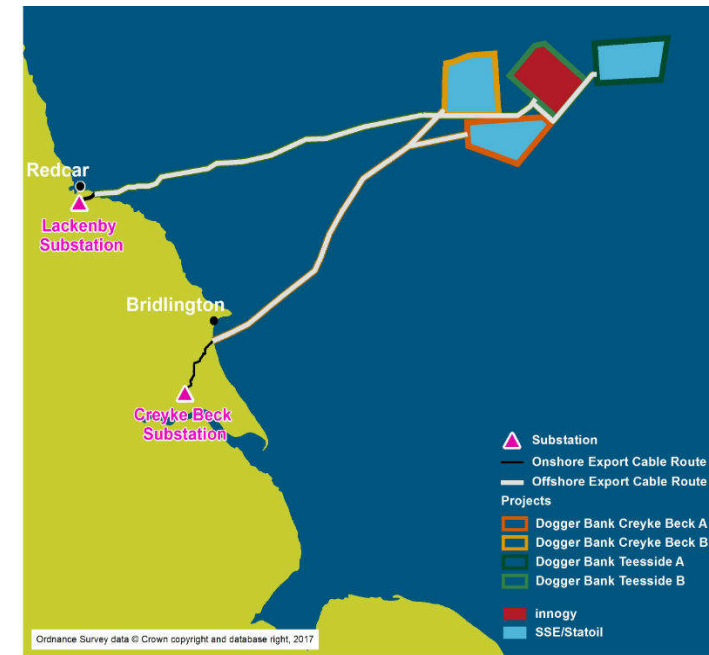 Redcar
Lackenby
Substation
Bridlington
Creyke Beck
Substation
Substation
Onshore Export Cable Route
Offshore Export Cable Route
Projects
Dogger Bank Creyke Beck A
Dogger Bank Creyke Beck B
Dogger Bank Teesside A
Dogger Bank Teesside B
innogy
SSE/Statoil
Ordnance Survey data © Crown copyright and database right, 2017